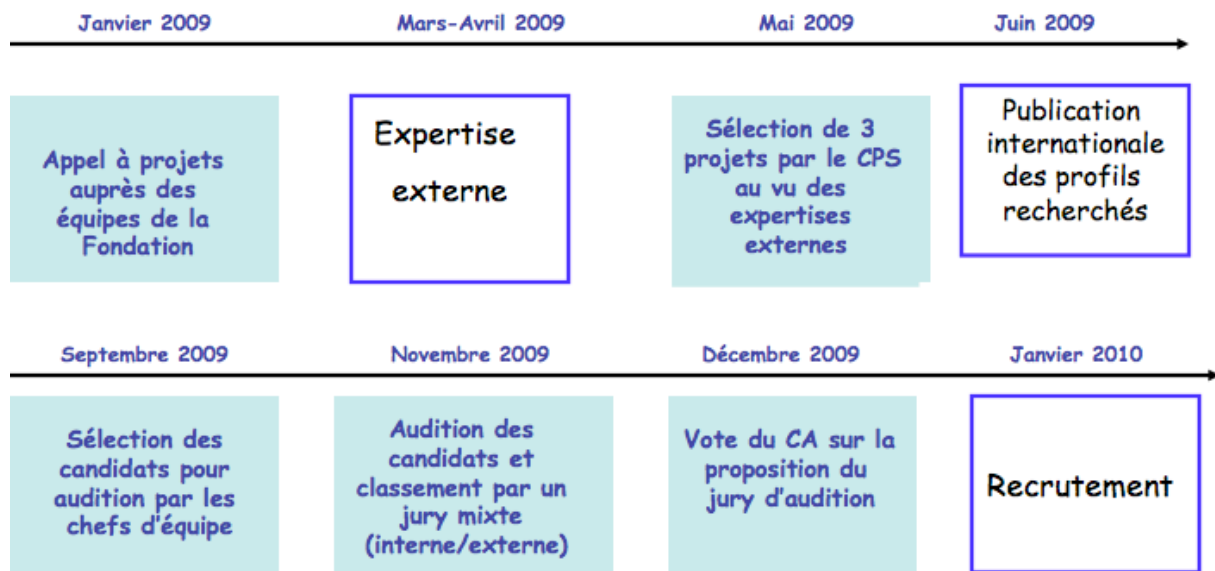 Janvier 2009
Mars-Avril 2009
Mai 2009
Juin 2009
Appel à projets
auprès des
équipes de la
Fondation
Expertise
externe
Sélection de 3
projets par le CPS
au vu des
expertises
externes
Publication
internationale
des profils
recherchés
Septembre 2009
Novembre 2009
Décembre 2009
Janvier 2010
Sélection des
candidats pour
audition par les
chefs d'équipe
Audition des
candidats et
classement par un
jury mixte
(interne/externe)
Vote du CA sur la
proposition du
jury d'audition
Recrutement